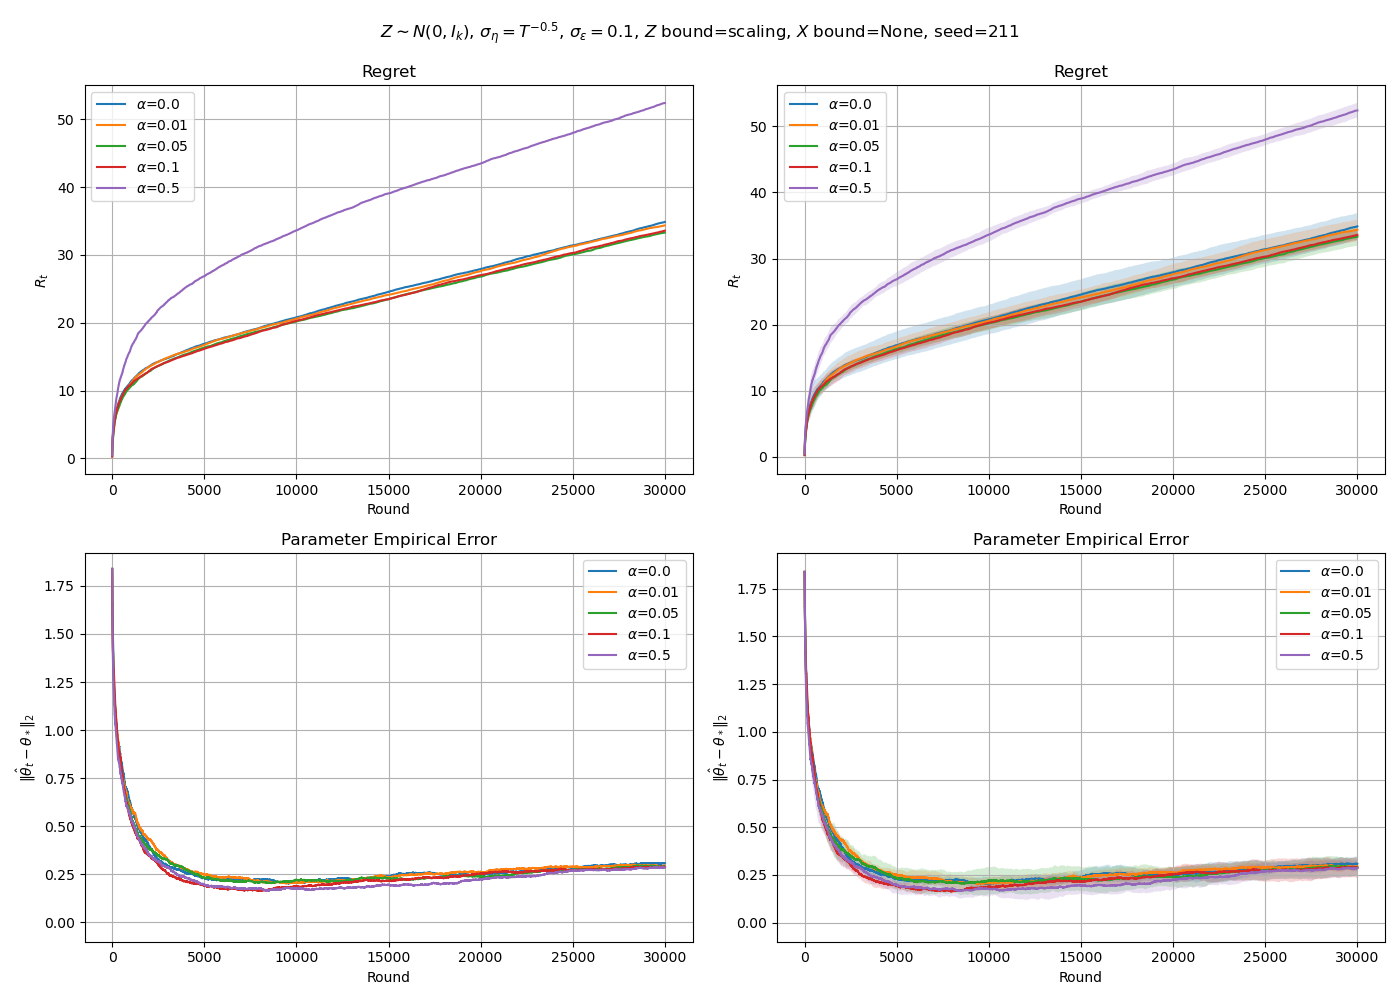 Z ∼ N(0, I_k), σ_η = T^{−0.5}, σ_ε = 0.1, Z bound=scaling, X bound=None, seed=211
Regret
R_t
50
40
30
20
10
0
α=0.0
α=0.01
α=0.05
α=0.1
α=0.5
0 5000 10000 15000 20000 25000 30000
Round
Regret
R_t
50
40
30
20
10
0
α=0.0
α=0.01
α=0.05
α=0.1
α=0.5
0 5000 10000 15000 20000 25000 30000
Round
Parameter Empirical Error
‖θ̂_t − θ_*‖_2
1.75
1.50
1.25
1.00
0.75
0.50
0.25
0.00
α=0.0
α=0.01
α=0.05
α=0.1
α=0.5
0 5000 10000 15000 20000 25000 30000
Round
Parameter Empirical Error
‖θ̂_t − θ_*‖_2
1.75
1.50
1.25
1.00
0.75
0.50
0.25
0.00
α=0.0
α=0.01
α=0.05
α=0.1
α=0.5
0 5000 10000 15000 20000 25000 30000
Round